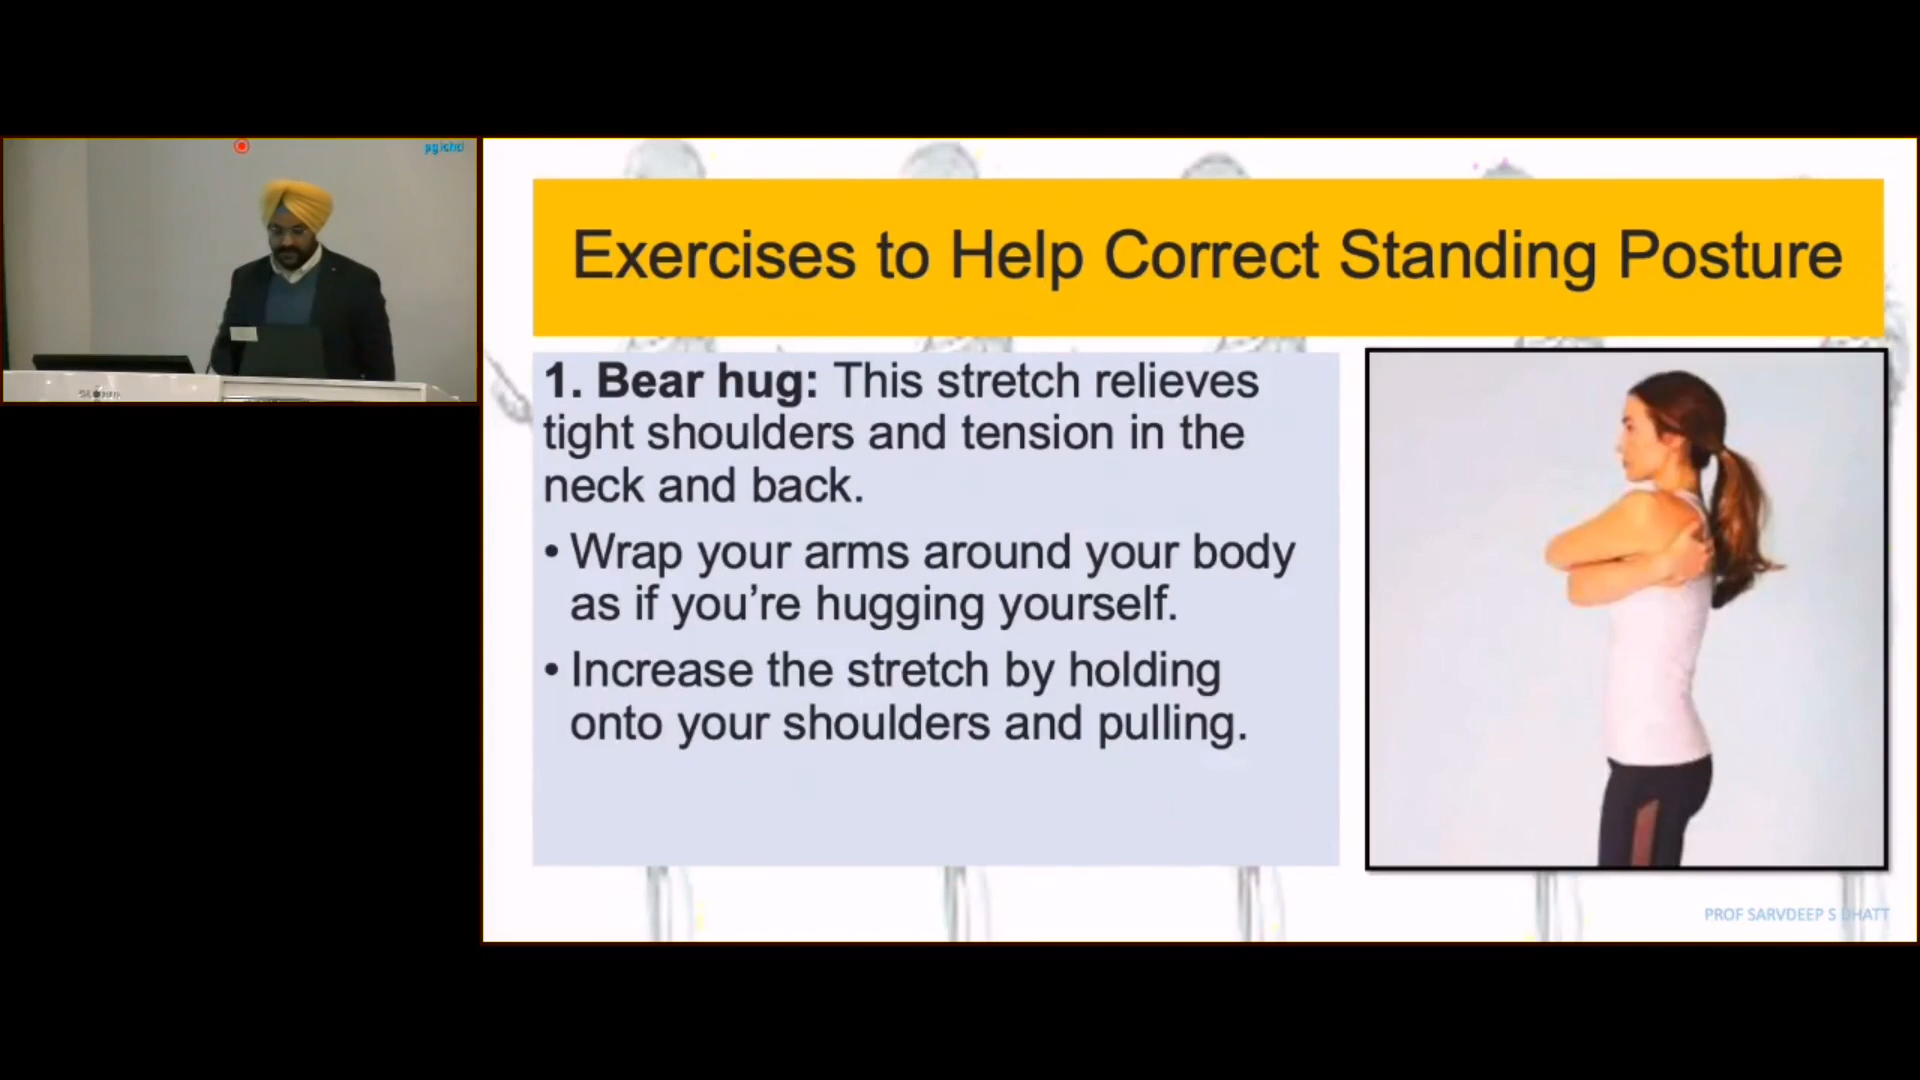 pgichd
Exercises to Help Correct Standing Posture
1. Bear hug: This stretch relieves
tight shoulders and tension in the
neck and back.
• Wrap your arms around your body
as if you’re hugging yourself.
• Increase the stretch by holding
onto your shoulders and pulling.
PROF SARVDEEP S DHATT